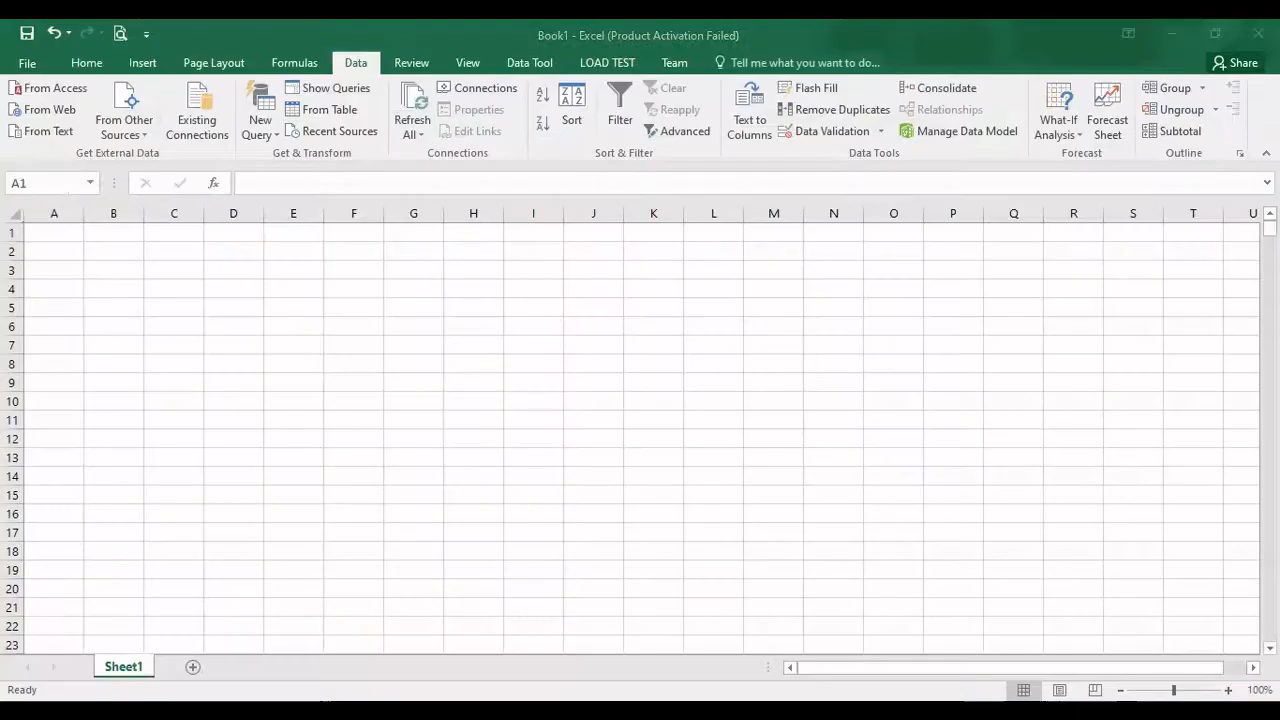 Book1 - Excel (Product Activation Failed)
File Home Insert Page Layout Formulas Data Review View Data Tool LOAD TEST Team Tell me what you want to do... Share
From Access
From Web
From Text
From Other
Sources
Existing
Connections
Get External Data
New
Query
Show Queries
From Table
Recent Sources
Get & Transform
Refresh
All
Connections
Properties
Edit Links
Connections
A
Z
Z
A
Z A
A Z
Sort
Filter
Clear
Reapply
Advanced
Sort & Filter
Text to
Columns
Flash Fill
Remove Duplicates
Data Validation
Consolidate
Relationships
Manage Data Model
Data Tools
What-If
Analysis
Forecast
Sheet
Forecast
Group
Ungroup
Subtotal
Outline
A1 fx
A B C D E F G H I J K L M N O P Q R S T U
1
2
3
4
5
6
7
8
9
10
11
12
13
14
15
16
17
18
19
20
21
22
23
Sheet1
Ready 100%